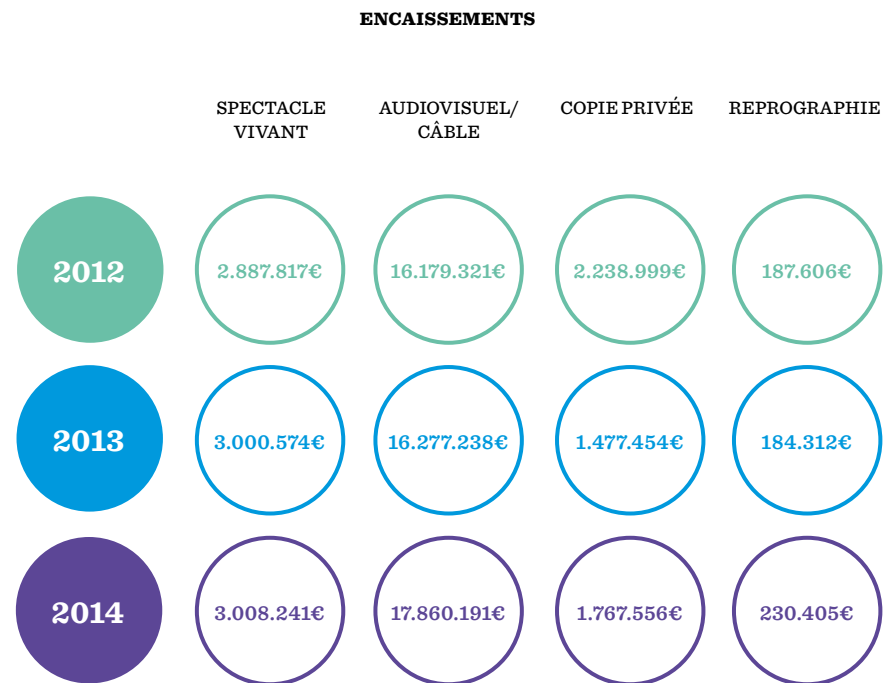 ENCAISSEMENTS
SPECTACLE
VIVANT
AUDIOVISUEL/
CÂBLE
COPIE PRIVÉE
REPROGRAPHIE
2012
2.887.817€
16.179.321€
2.238.999€
187.606€
2013
3.000.574€
16.277.238€
1.477.454€
184.312€
2014
3.008.241€
17.860.191€
1.767.556€
230.405€